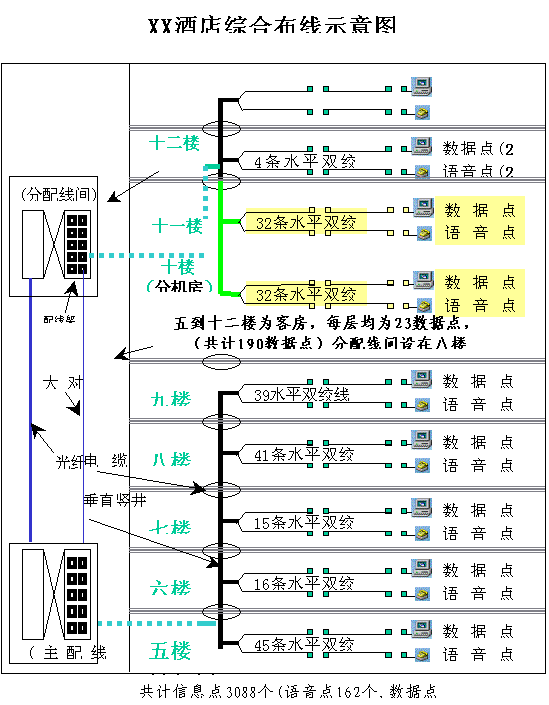 XX酒店综合布线示意图
十二楼
4条水平双绞
数据点(2
语音点(2
(分配线间)
十一楼
32条水平双绞
数 据 点
语 音 点
十楼
(分机房)
32条水平双绞
数 据 点
语 音 点
配线架
五到十二楼为客房，每层均为23数据点，
(共计190数据点) 分配线间设在八楼
大 对
九楼
39水平双绞线
数 据 点
语 音 点
光纤电 缆
八楼
41条水平双绞
数 据 点
语 音 点
垂直竖井
七楼
15条水平双绞
数 据 点
语 音 点
六楼
16条水平双绞
数 据 点
语 音 点
五楼
45条水平双绞
数 据 点
语 音 点
( 主 配 线
共计信息点3088个(语音点162个, 数据点